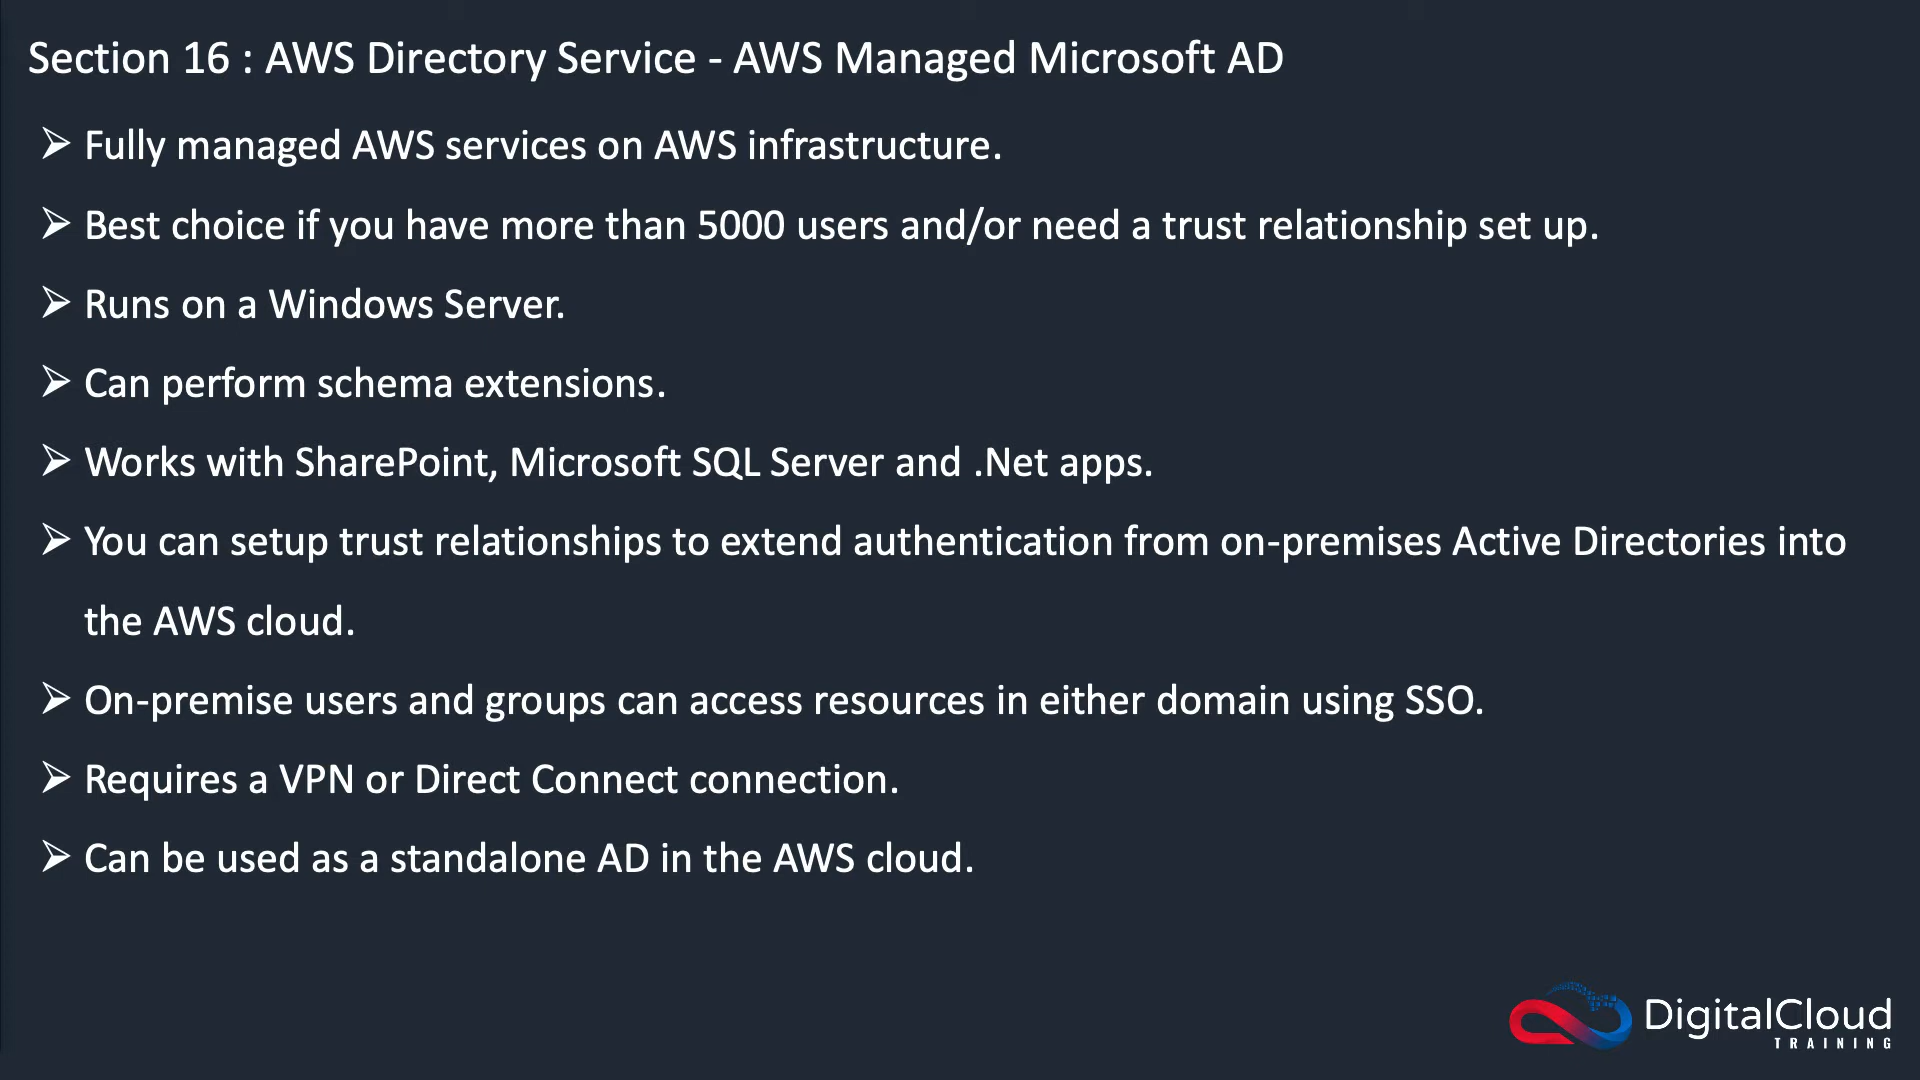 Section 16 : AWS Directory Service - AWS Managed Microsoft AD
➢ Fully managed AWS services on AWS infrastructure.
➢ Best choice if you have more than 5000 users and/or need a trust relationship set up.
➢ Runs on a Windows Server.
➢ Can perform schema extensions.
➢ Works with SharePoint, Microsoft SQL Server and .Net apps.
➢ You can setup trust relationships to extend authentication from on-premises Active Directories into
the AWS cloud.
➢ On-premise users and groups can access resources in either domain using SSO.
➢ Requires a VPN or Direct Connect connection.
➢ Can be used as a standalone AD in the AWS cloud.
DigitalCloud
TRAINING